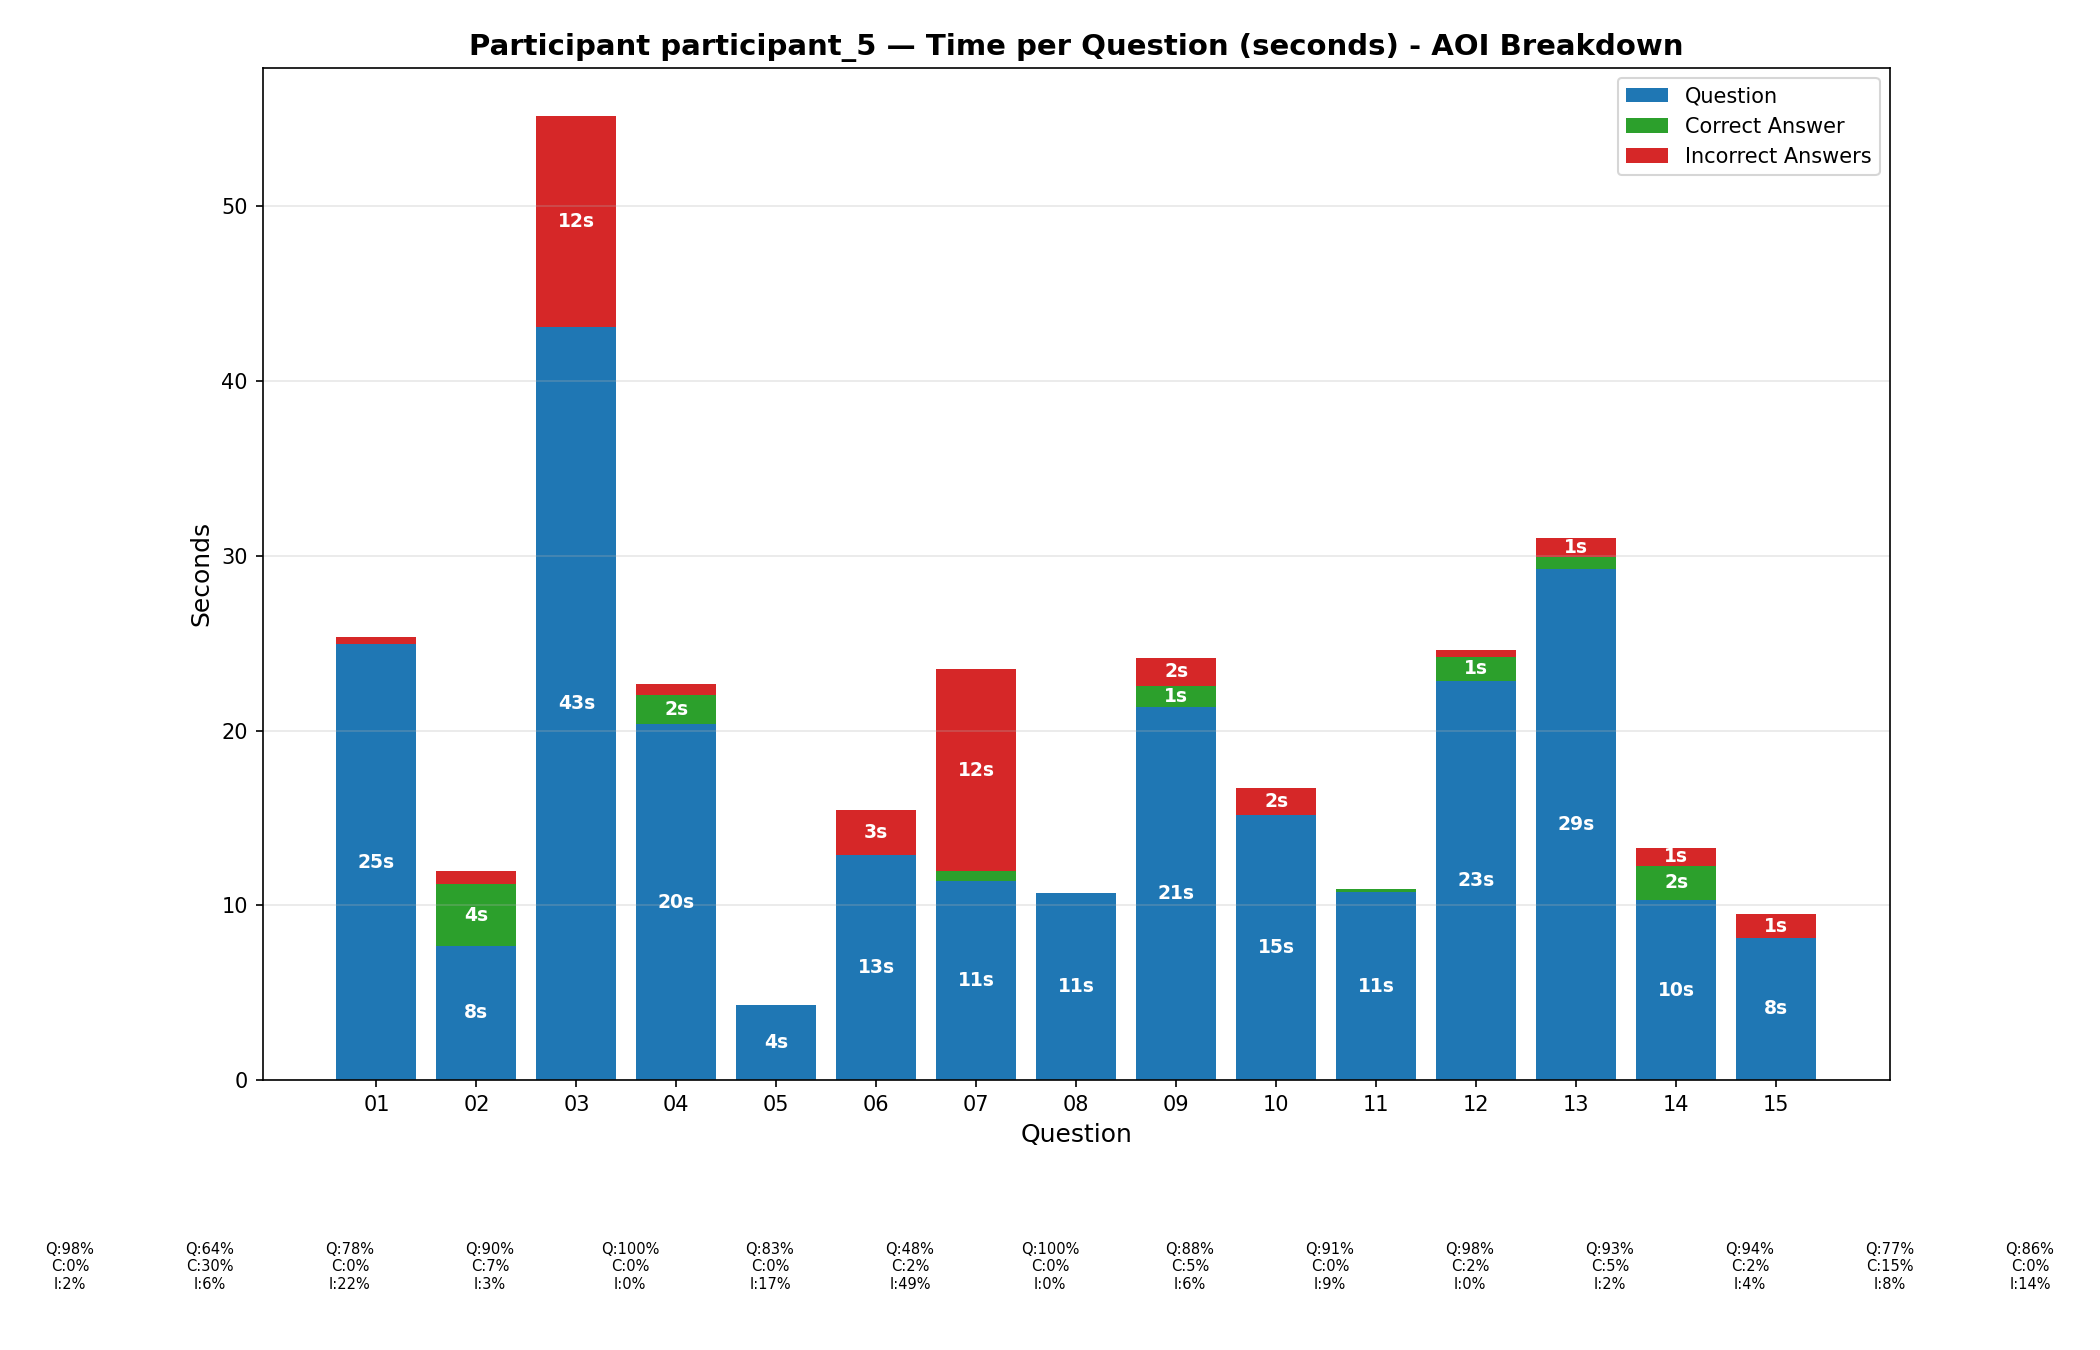 Participant participant_5 — Time per Question (seconds) - AOI Breakdown
Question
Correct Answer
Incorrect Answers
Seconds
50
40
30
20
10
0
25s
4s
8s
12s
43s
2s
20s
4s
3s
13s
12s
11s
11s
2s
1s
21s
2s
15s
11s
1s
23s
1s
29s
1s
2s
10s
1s
8s
01 02 03 04 05 06 07 08 09 10 11 12 13 14 15
Question
Q:98% Q:64% Q:78% Q:90% Q:100% Q:83% Q:48% Q:100% Q:88% Q:91% Q:98% Q:93% Q:94% Q:77% Q:86%
C:0% C:30% C:0% C:7% C:0% C:0% C:2% C:0% C:5% C:0% C:2% C:5% C:2% C:15% C:0%
I:2% I:6% I:22% I:3% I:0% I:17% I:49% I:0% I:6% I:9% I:0% I:2% I:4% I:8% I:14%